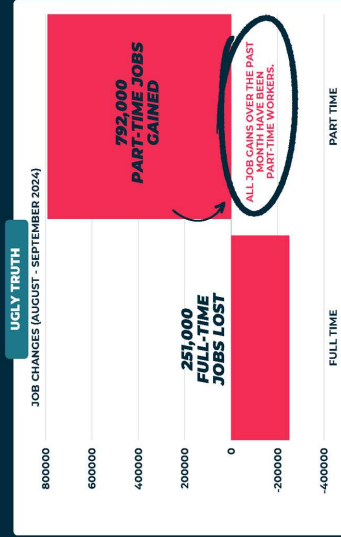 UGLY TRUTH
JOB CHANGES (AUGUST - SEPTEMBER 2024)
800000
600000
400000
200000
0
-200000
-400000
251,000
FULL-TIME
JOBS LOST
792,000
PART-TIME JOBS
GAINED
ALL JOB GAINS OVER THE PAST
MONTH HAVE BEEN
PART-TIME WORKERS.
FULL TIME
PART TIME